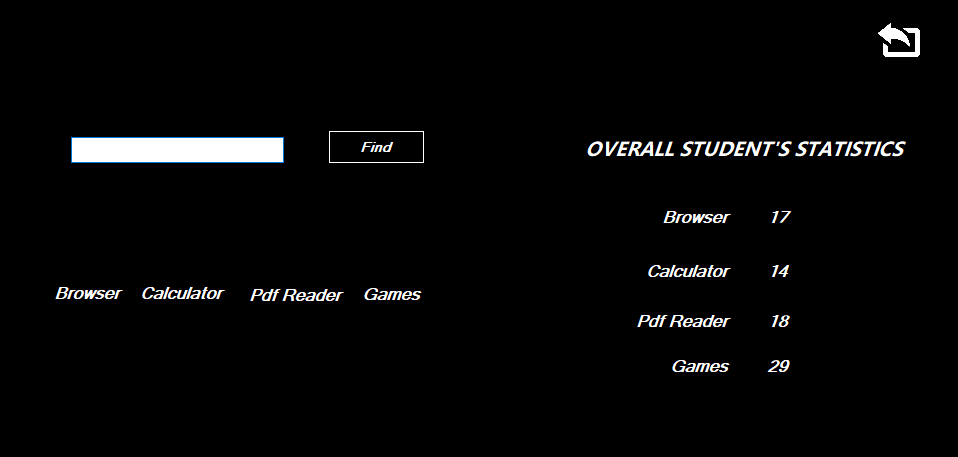 Find
Browser Calculator Pdf Reader Games
OVERALL STUDENT'S STATISTICS
Browser 17
Calculator 14
Pdf Reader 18
Games 29